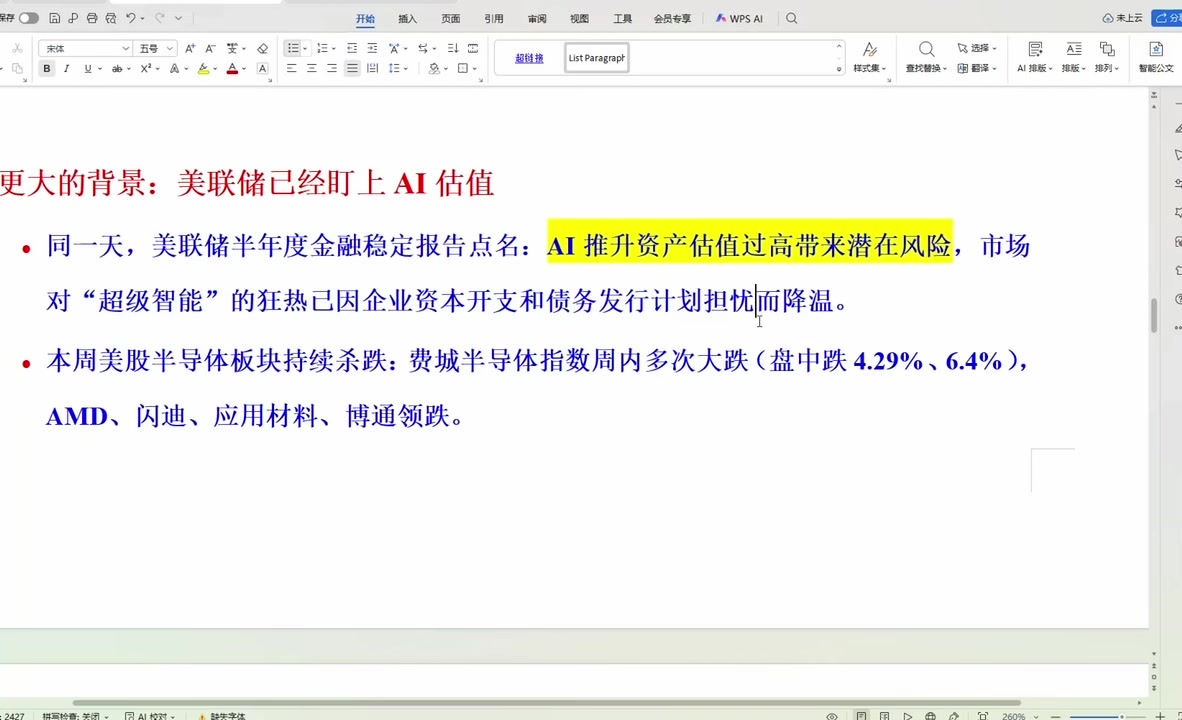 保存
开始 插入 页面 引用 审阅 视图 工具 会员专享 WPS AI 未上云
宋体 五号 超链接 List Paragraph 样式集 查找替换 选择 翻译 AI 排版 排版 排列 智能公文
更大的背景：美联储已经盯上 AI 估值
同一天，美联储半年度金融稳定报告点名：AI 推升资产估值过高带来潜在风险，市场
对“超级智能”的狂热已因企业资本开支和债务发行计划担忧而降温。
本周美股半导体板块持续杀跌：费城半导体指数周内多次大跌（盘中跌 4.29%、6.4%），
AMD、闪迪、应用材料、博通领跌。
: 2427 拼写检查: 关闭 AI 校对 缺失字体 260%